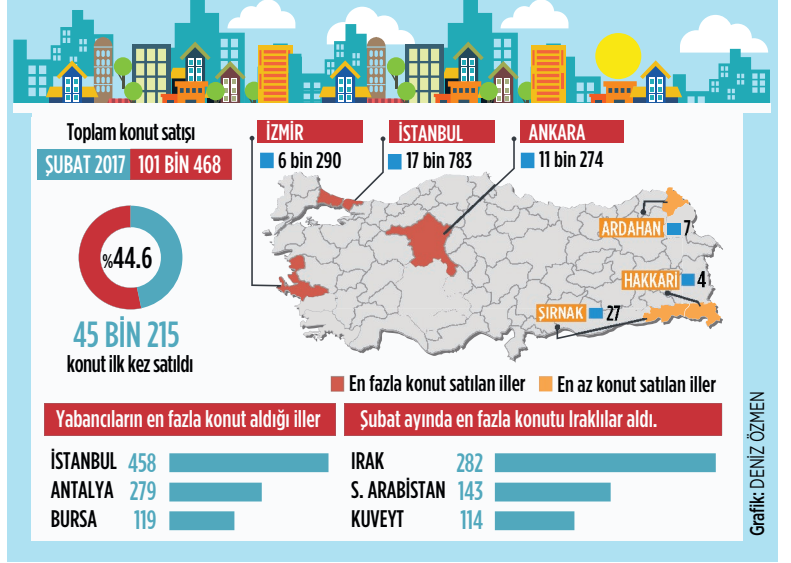 Toplam konut satışı
ŞUBAT 2017 101 BİN 468
%44.6
45 BİN 215
konut ilk kez satıldı
İZMİR
6 bin 290
İSTANBUL
17 bin 783
ANKARA
11 bin 274
ARDAHAN 7
HAKKARİ 4
ŞIRNAK 27
En fazla konut satılan iller
En az konut satılan iller
Yabancıların en fazla konut aldığı iller
İSTANBUL 458
ANTALYA 279
BURSA 119
Şubat ayında en fazla konutu Iraklılar aldı.
IRAK 282
S. ARABİSTAN 143
KUVEYT 114
Grafik: DENİZ ÖZMEN